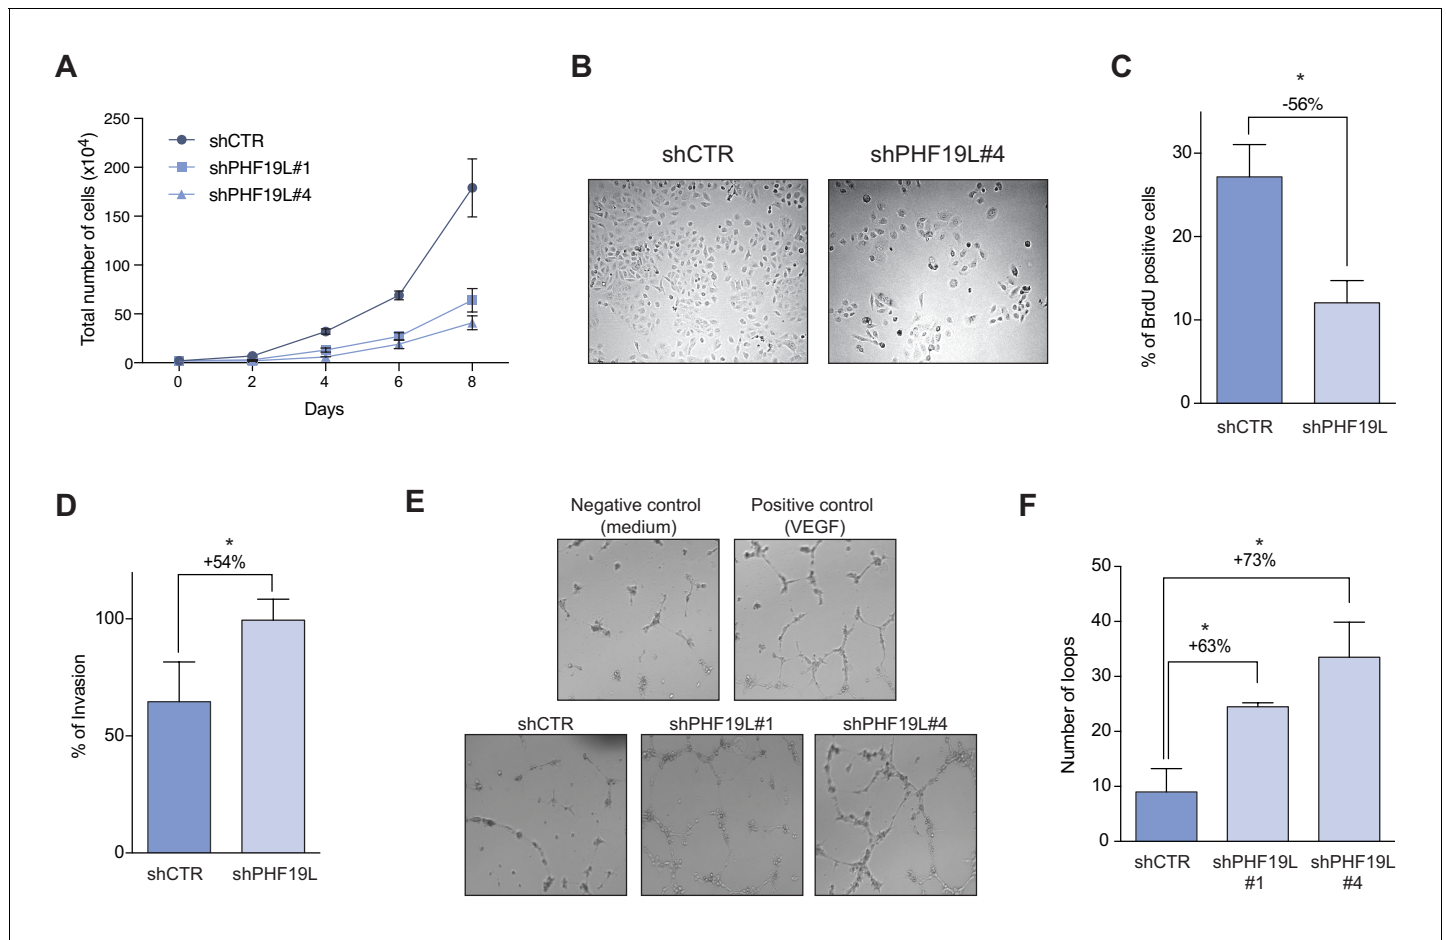 A
Total number of cells (x10⁴)
250
200
150
100
50
0
shCTR
shPHF19L#1
shPHF19L#4
0 2 4 6 8
Days
B
shCTR shPHF19L#4
C
*
-56%
% of BrdU positive cells
30
20
10
0
shCTR shPHF19L
D
*
+54%
% of Invasion
100
50
0
shCTR shPHF19L
E
Negative control
(medium)
Positive control
(VEGF)
shCTR shPHF19L#1 shPHF19L#4
F
*
+73%
*
+63%
Number of loops
50
40
30
20
10
0
shCTR
shPHF19L
#1
shPHF19L
#4